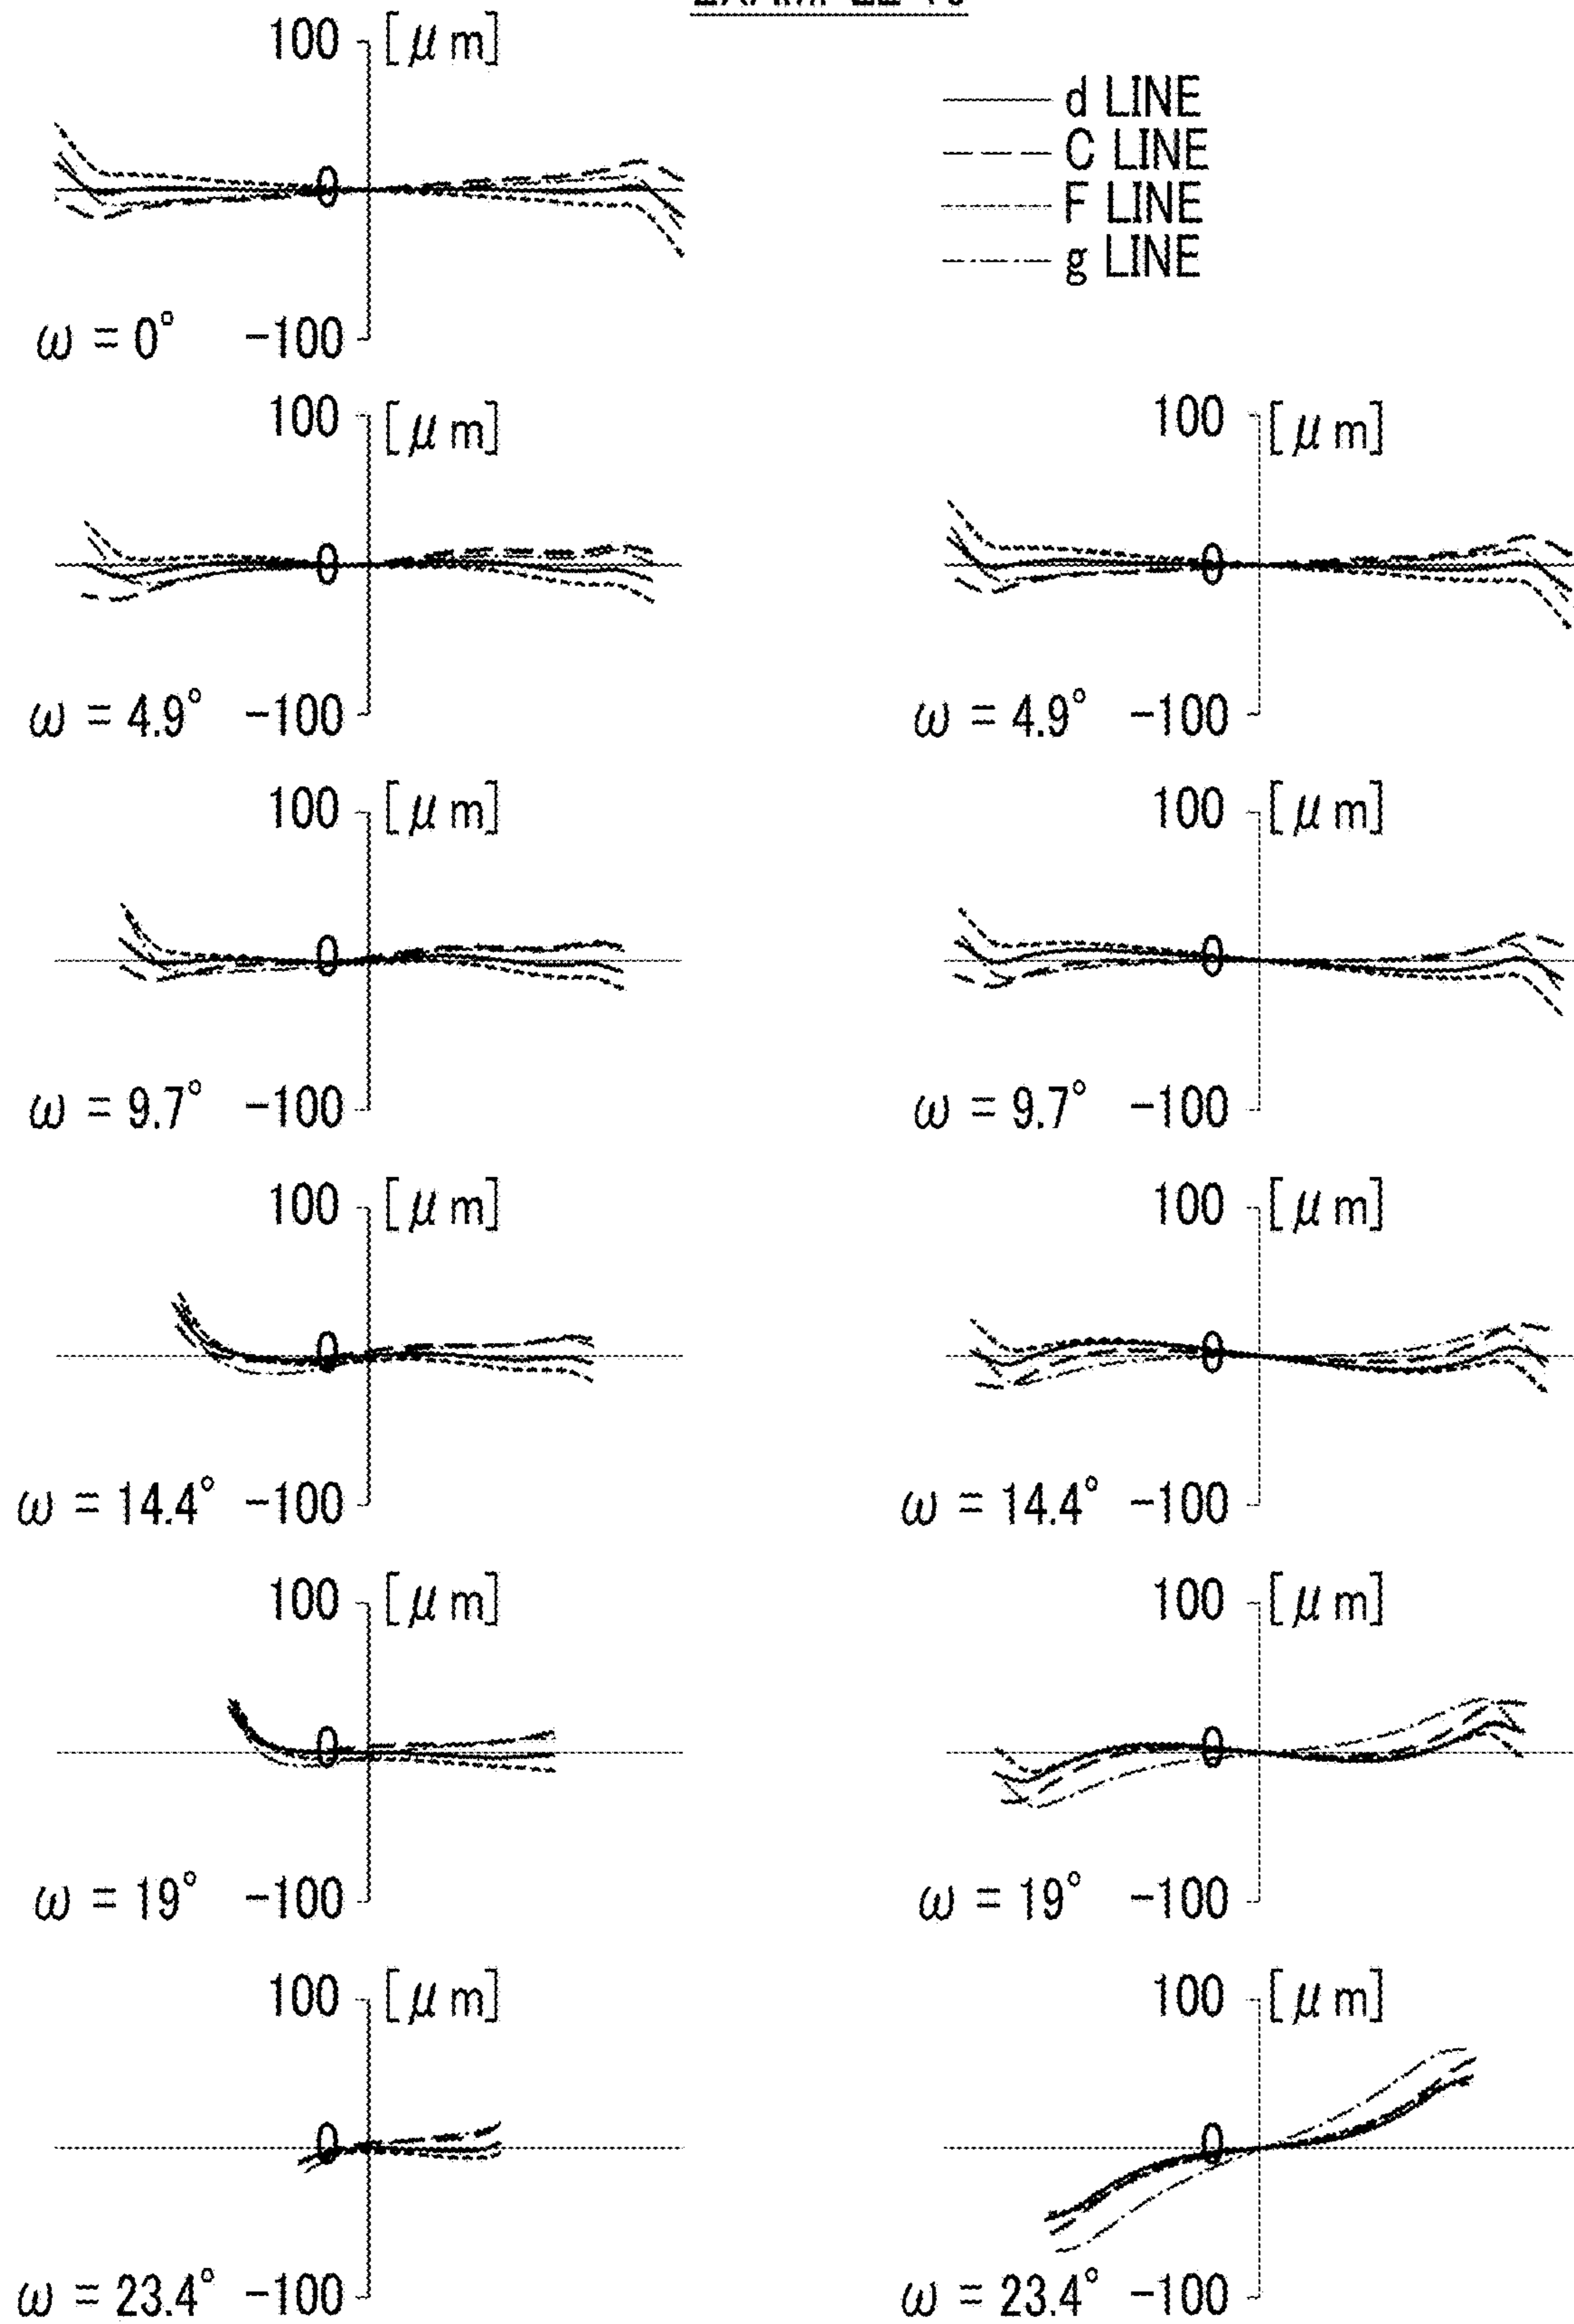 100 [μm]
d LINE
C LINE
F LINE
g LINE
0
ω = 0° -100
100 [μm] 100 [μm]
0 0
ω = 4.9° -100 ω = 4.9° -100
100 [μm] 100 [μm]
0 0
ω = 9.7° -100 ω = 9.7° -100
100 [μm] 100 [μm]
0 0
ω = 14.4° -100 ω = 14.4° -100
100 [μm] 100 [μm]
0 0
ω = 19° -100 ω = 19° -100
100 [μm] 100 [μm]
0 0
ω = 23.4° -100 ω = 23.4° -100